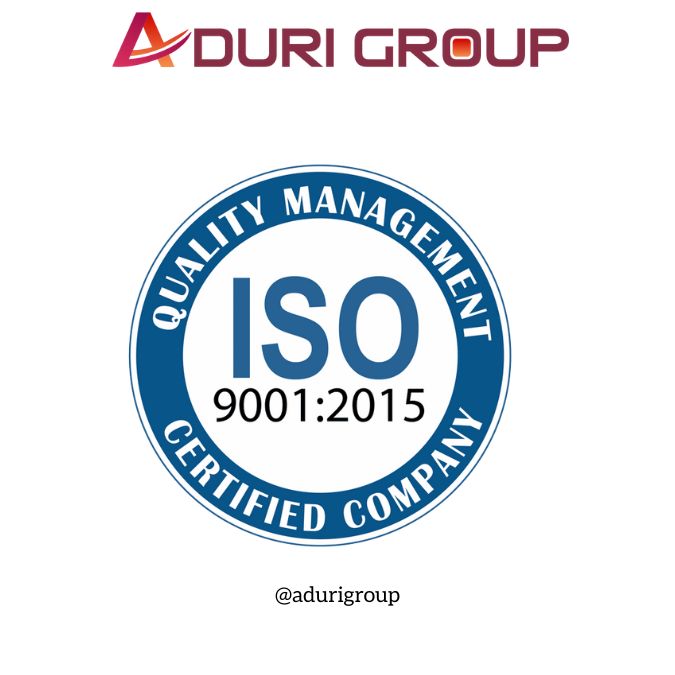 ADURI GROUP
QUALITY MANAGEMENT
ISO
9001:2015
CERTIFIED COMPANY
@adurigroup